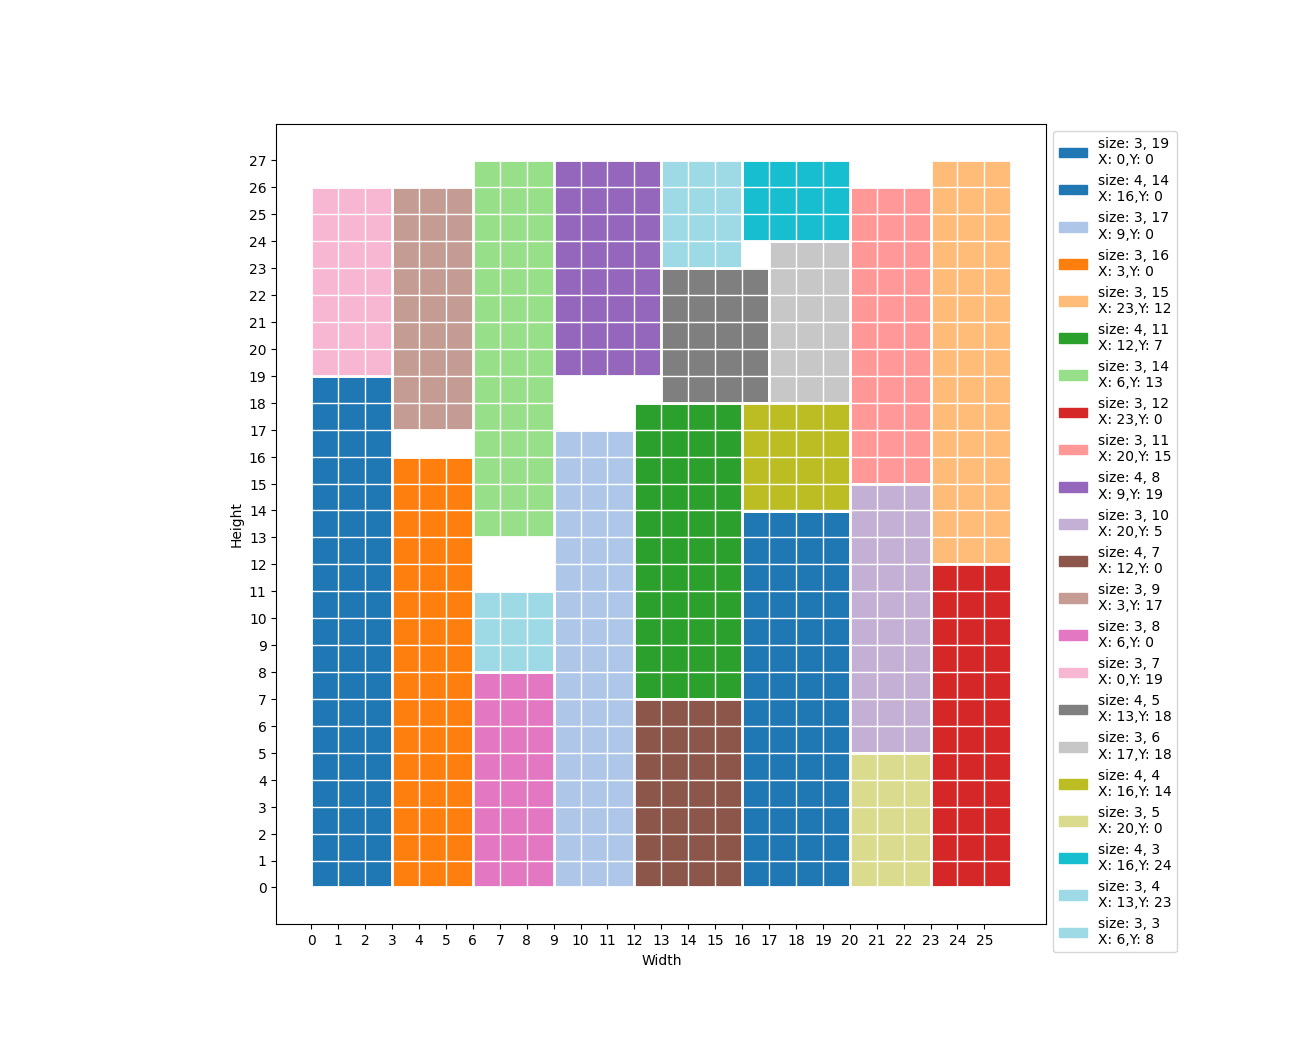 27
26
25
24
23
22
21
20
19
18
17
16
15
14
13
12
11
10
9
8
7
6
5
4
3
2
1
0
Height
0 1 2 3 4 5 6 7 8 9 10 11 12 13 14 15 16 17 18 19 20 21 22 23 24 25
Width
size: 3, 19
X: 0,Y: 0
size: 4, 14
X: 16,Y: 0
size: 3, 17
X: 9,Y: 0
size: 3, 16
X: 3,Y: 0
size: 3, 15
X: 23,Y: 12
size: 4, 11
X: 12,Y: 7
size: 3, 14
X: 6,Y: 13
size: 3, 12
X: 23,Y: 0
size: 3, 11
X: 20,Y: 15
size: 4, 8
X: 9,Y: 19
size: 3, 10
X: 20,Y: 5
size: 4, 7
X: 12,Y: 0
size: 3, 9
X: 3,Y: 17
size: 3, 8
X: 6,Y: 0
size: 3, 7
X: 0,Y: 19
size: 4, 5
X: 13,Y: 18
size: 3, 6
X: 17,Y: 18
size: 4, 4
X: 16,Y: 14
size: 3, 5
X: 20,Y: 0
size: 4, 3
X: 16,Y: 24
size: 3, 4
X: 13,Y: 23
size: 3, 3
X: 6,Y: 8